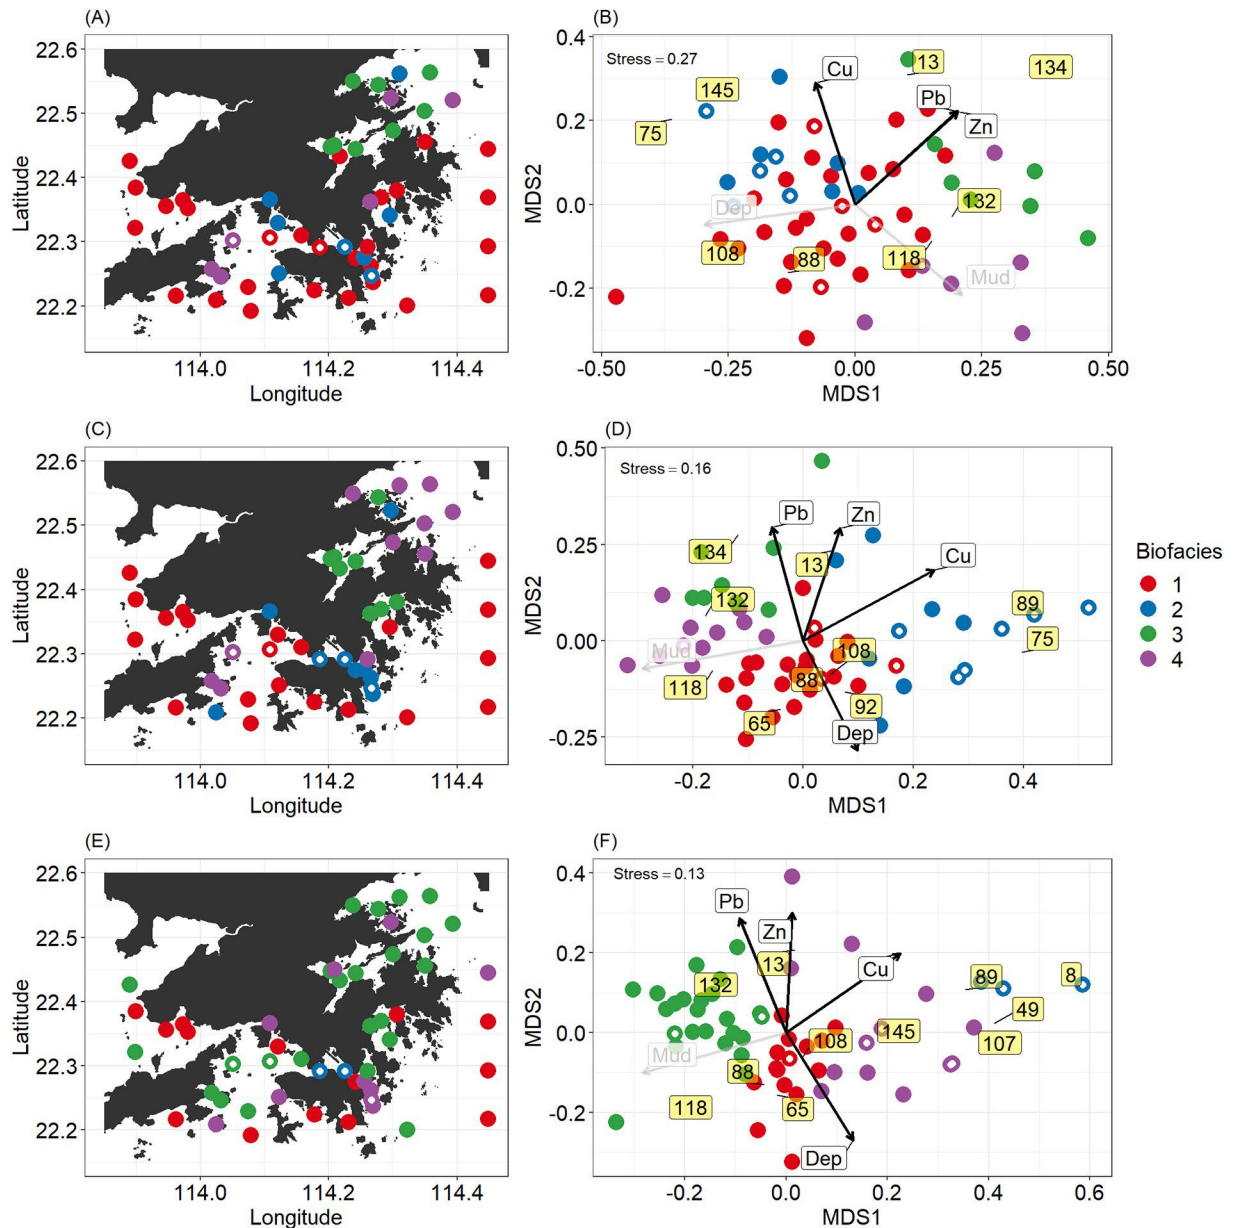 (A)
22.6
22.5
22.4
22.3
22.2
Latitude
114.0 114.2 114.4
Longitude
(B)
Stress = 0.27
0.4
0.2
0.0
-0.2
MDS2
-0.50 -0.25 0.00 0.25 0.50
MDS1
13
134
145
Cu
Pb
Zn
75
132
Dep
108
88
118
Mud
(C)
22.6
22.5
22.4
22.3
22.2
Latitude
114.0 114.2 114.4
Longitude
(D)
Stress = 0.16
0.50
0.25
0.00
-0.25
MDS2
-0.2 0.0 0.2 0.4
MDS1
Pb
Zn
134
13
Cu
132
89
75
Mud
108
118
88
92
65
Dep
Biofacies
1
2
3
4
(E)
22.6
22.5
22.4
22.3
22.2
Latitude
114.0 114.2 114.4
Longitude
(F)
Stress = 0.13
0.4
0.2
0.0
-0.2
MDS2
-0.2 0.0 0.2 0.4 0.6
MDS1
Pb
Zn
13
Cu
132
89
8
49
145
107
108
Mud
88
118
65
Dep